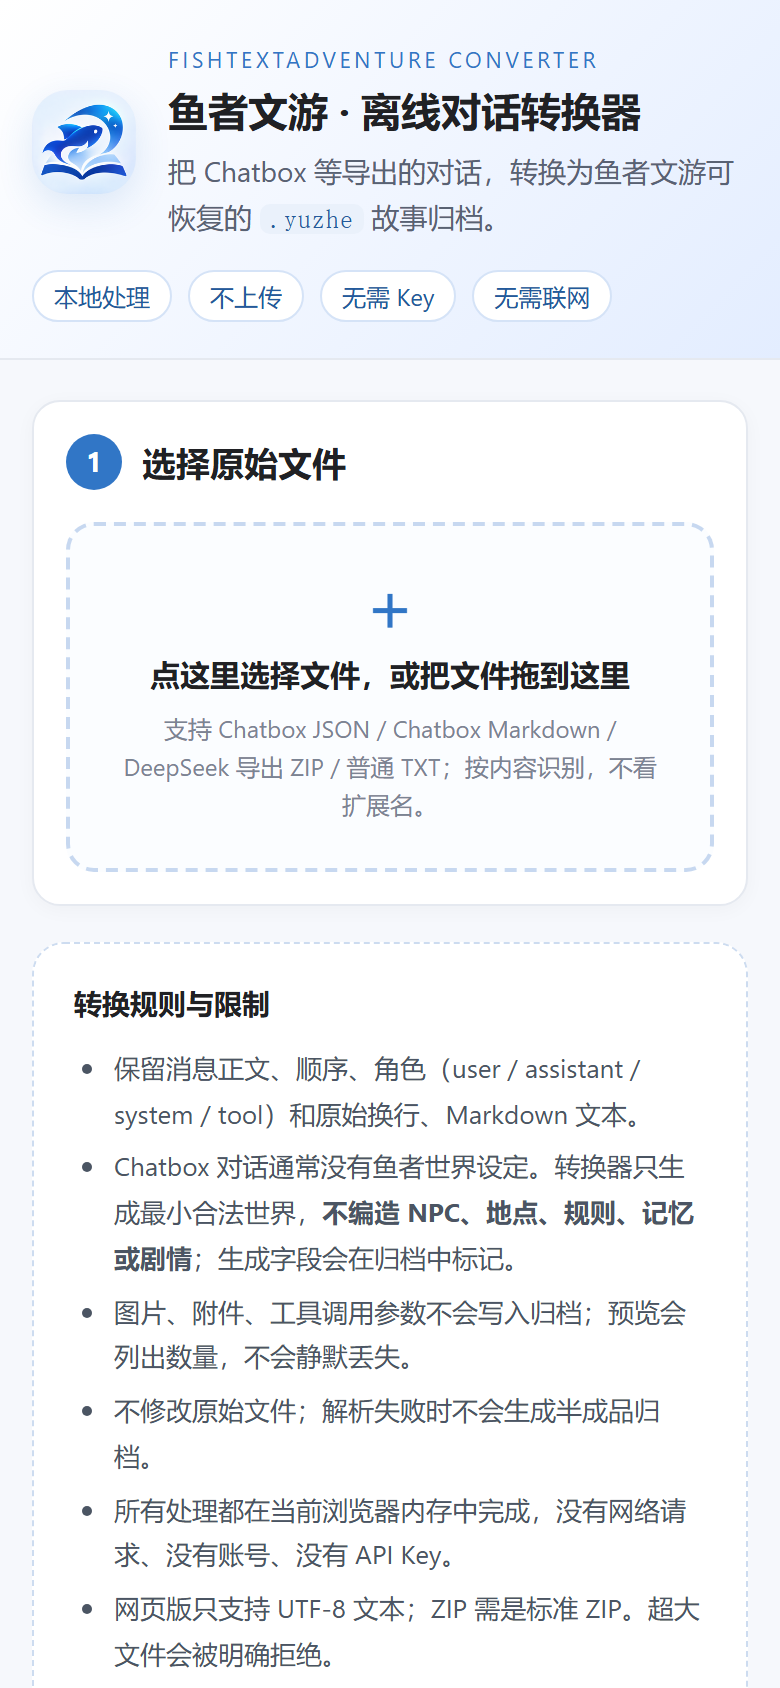 FISHTEXTADVENTURE CONVERTER
鱼者文游 · 离线对话转换器
把 Chatbox 等导出的对话，转换为鱼者文游可
恢复的 .yuzhe 故事归档。
本地处理 不上传 无需 Key 无需联网
1 选择原始文件
+
点这里选择文件，或把文件拖到这里
支持 Chatbox JSON / Chatbox Markdown /
DeepSeek 导出 ZIP / 普通 TXT；按内容识别，不看
扩展名。
转换规则与限制
• 保留消息正文、顺序、角色（user / assistant /
system / tool）和原始换行、Markdown 文本。
• Chatbox 对话通常没有鱼者世界设定。转换器只生
成最小合法世界，不编造 NPC、地点、规则、记忆
或剧情；生成字段会在归档中标记。
• 图片、附件、工具调用参数不会写入归档；预览会
列出数量，不会静默丢失。
• 不修改原始文件；解析失败时不会生成半成品归
档。
• 所有处理都在当前浏览器内存中完成，没有网络请
求、没有账号、没有 API Key。
• 网页版只支持 UTF-8 文本；ZIP 需是标准 ZIP。超大
文件会被明确拒绝。